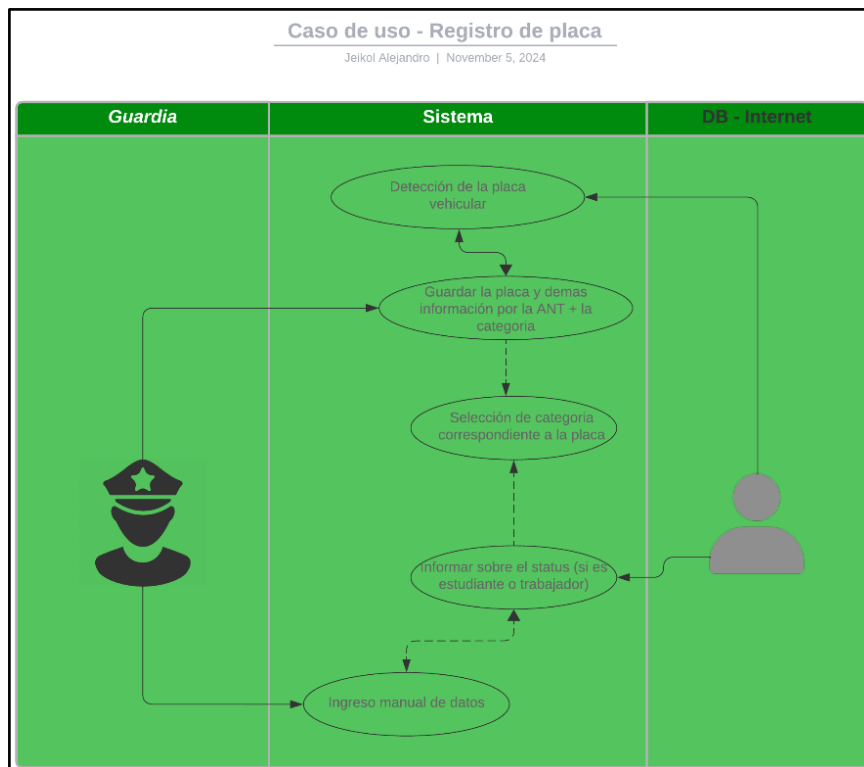 Caso de uso - Registro de placa
Jeikol Alejandro | November 5, 2024
Guardia
Sistema
DB - Internet
Detección de la placa
vehicular
Guardar la placa y demas
información por la ANT + la
categoria
Selección de categoria
correspondiente a la placa
Informar sobre el status (si es
estudiante o trabajador)
Ingreso manual de datos